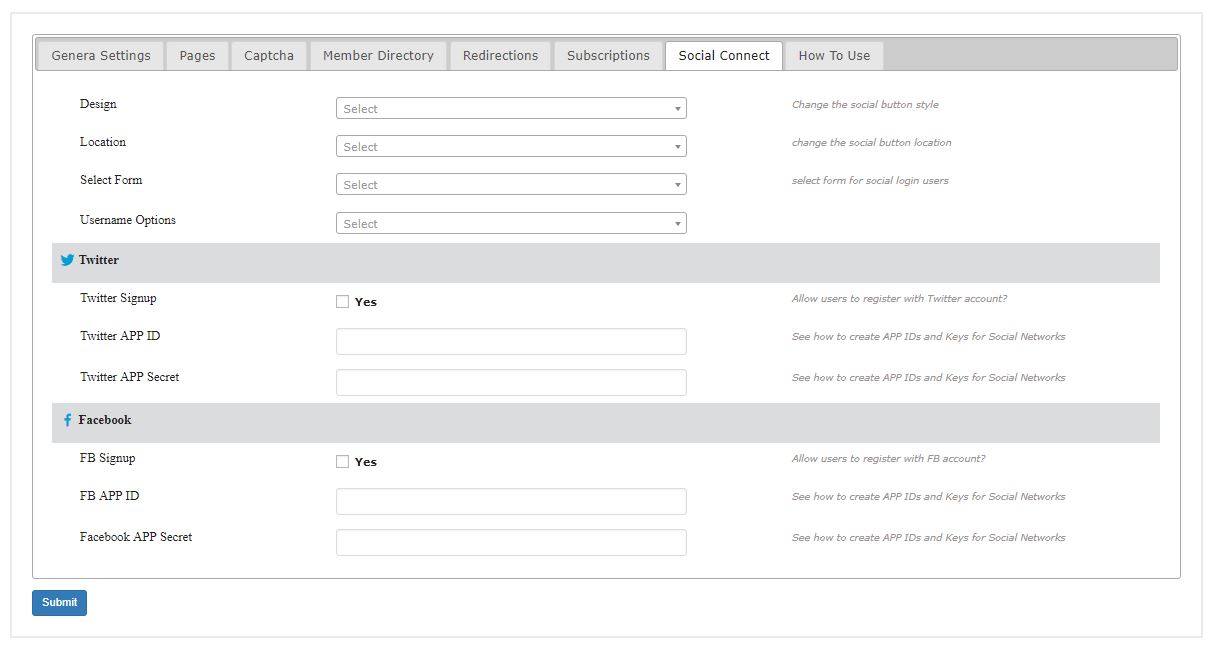 Genera Settings Pages Captcha Member Directory Redirections Subscriptions Social Connect How To Use
Design Select Change the social button style
Location Select change the social button location
Select Form Select select form for social login users
Username Options Select
Twitter
Twitter Signup Yes Allow users to register with Twitter account?
Twitter APP ID See how to create APP IDs and Keys for Social Networks
Twitter APP Secret See how to create APP IDs and Keys for Social Networks
Facebook
FB Signup Yes Allow users to register with FB account?
FB APP ID See how to create APP IDs and Keys for Social Networks
Facebook APP Secret See how to create APP IDs and Keys for Social Networks
Submit